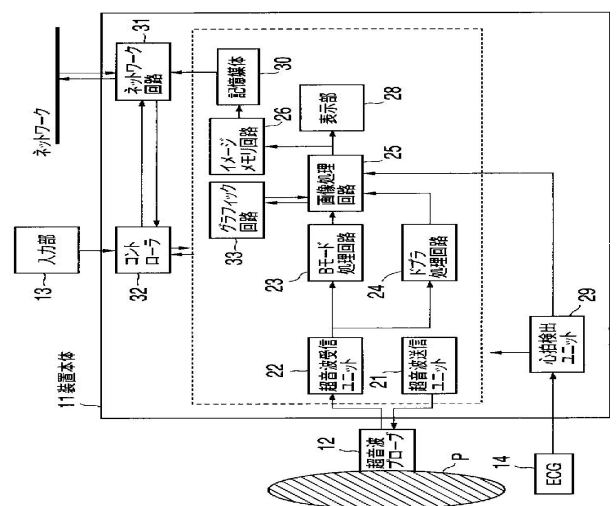 ネットワーク
11 装置本体
13
入力部
32
コント
ローラ
31
ネットワーク
回路
30
記憶媒体
26
イメージ
メモリ回路
33
グラフィック
回路
28
表示部
25
画像処理
回路
23
Bモード
処理回路
24
ドプラ
処理回路
22
超音波受信
ユニット
21
超音波送信
ユニット
12
超音波
プローブ
P
14
ECG
29
心拍検出
ユニット